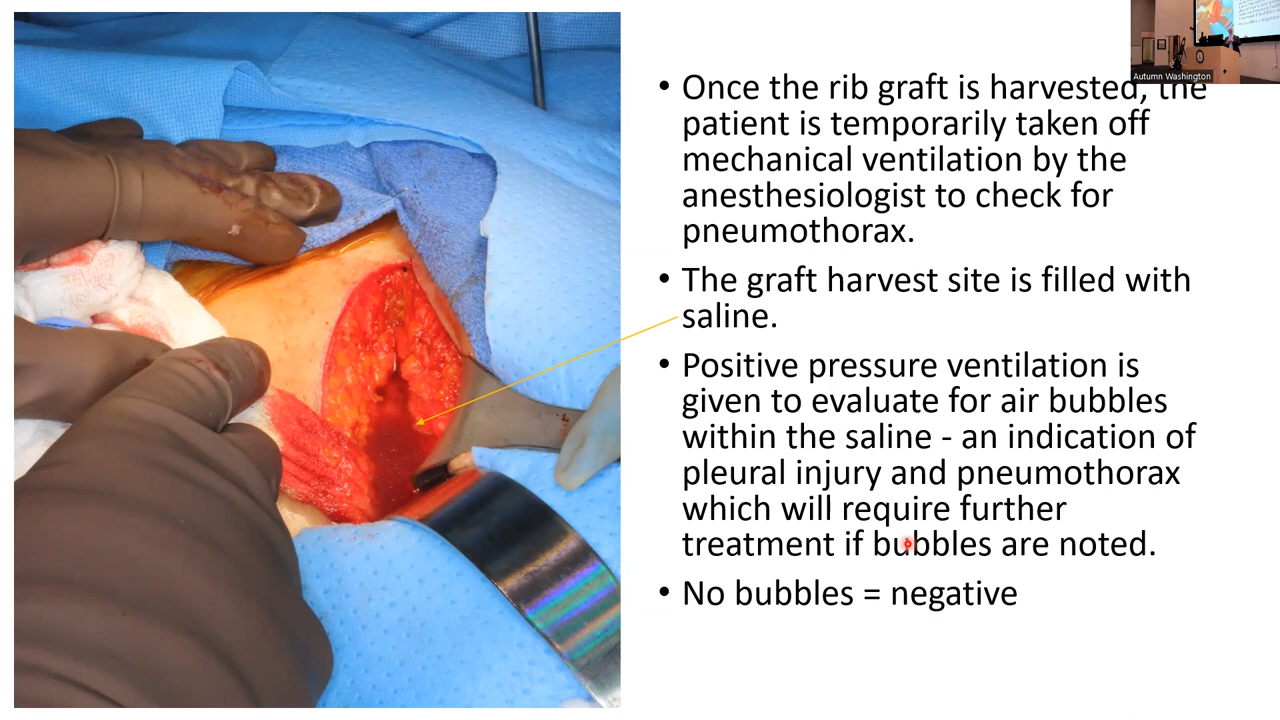 Autumn Washington
• Once the rib graft is harvested, the
patient is temporarily taken off
mechanical ventilation by the
anesthesiologist to check for
pneumothorax.
• The graft harvest site is filled with
saline.
• Positive pressure ventilation is
given to evaluate for air bubbles
within the saline - an indication of
pleural injury and pneumothorax
which will require further
treatment if bubbles are noted.
• No bubbles = negative